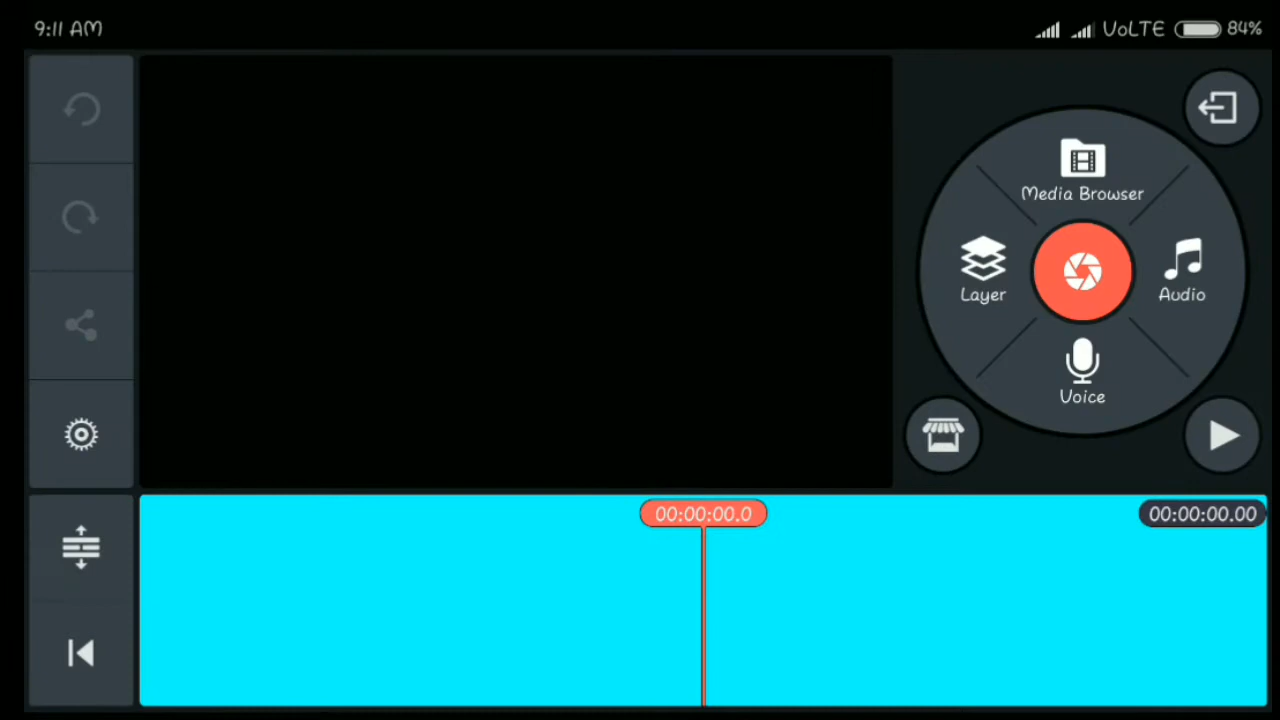 9:11 AM
VoLTE 84%
Media Browser
Layer
Audio
Voice
00:00:00.0
00:00:00.00